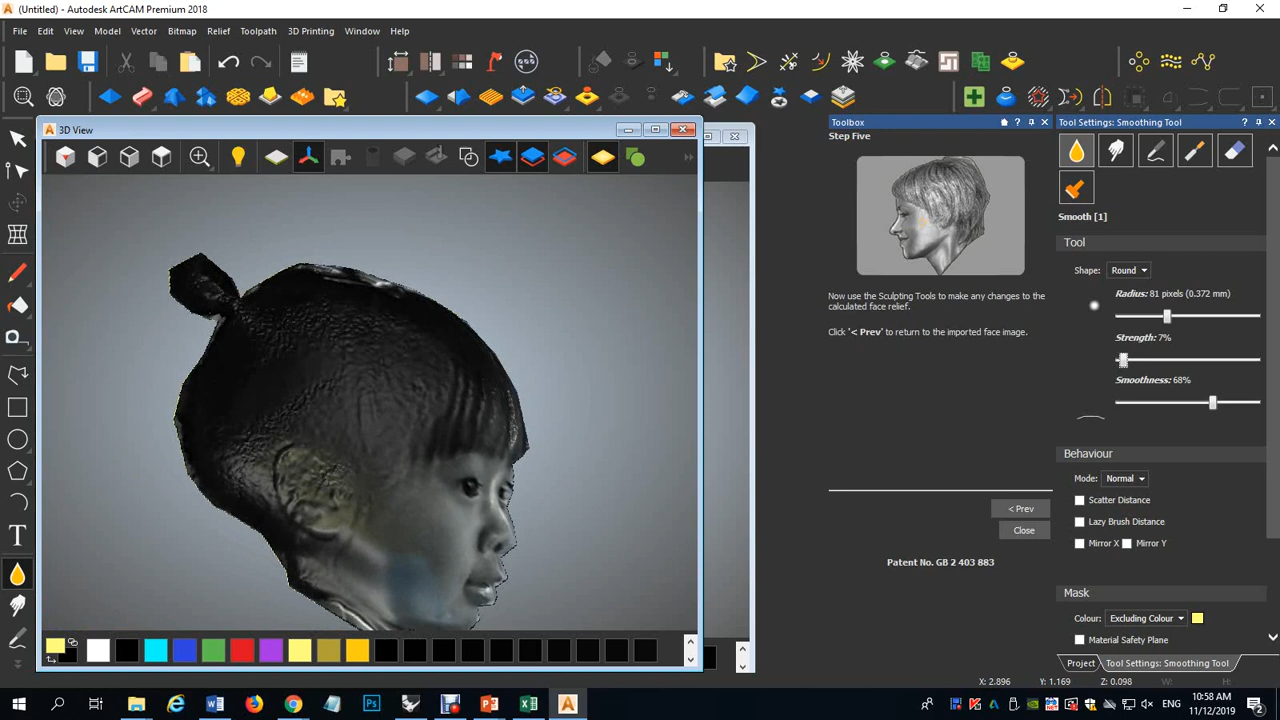 (Untitled) - Autodesk ArtCAM Premium 2018
File Edit View Model Vector Bitmap Relief Toolpath 3D Printing Window Help
3D View
Toolbox
Step Five
Now use the Sculpting Tools to make any changes to the
calculated face relief.
Click '< Prev' to return to the imported face image.
< Prev
Close
Patent No. GB 2 403 883
Tool Settings: Smoothing Tool
Smooth [1]
Tool
Shape: Round
Radius: 81 pixels (0.372 mm)
Strength: 7%
Smoothness: 68%
Behaviour
Mode: Normal
Scatter Distance
Lazy Brush Distance
Mirror X Mirror Y
Mask
Colour: Excluding Colour
Material Safety Plane
Project Tool Settings: Smoothing Tool
X: 2.896 Y: 1.169 Z: 0.098 W: H:
ENG
10:58 AM
11/12/2019
2